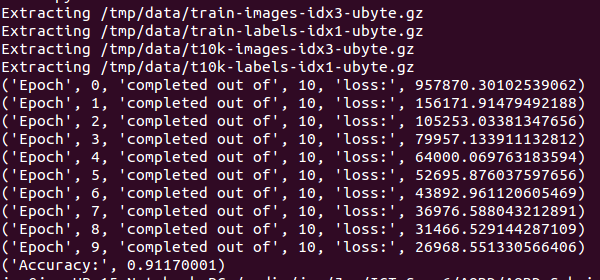 Extracting /tmp/data/train-images-idx3-ubyte.gz
Extracting /tmp/data/train-labels-idx1-ubyte.gz
Extracting /tmp/data/t10k-images-idx3-ubyte.gz
Extracting /tmp/data/t10k-labels-idx1-ubyte.gz
('Epoch', 0, 'completed out of', 10, 'loss:', 957870.30102539062)
('Epoch', 1, 'completed out of', 10, 'loss:', 156171.91479492188)
('Epoch', 2, 'completed out of', 10, 'loss:', 105253.03381347656)
('Epoch', 3, 'completed out of', 10, 'loss:', 79957.133911132812)
('Epoch', 4, 'completed out of', 10, 'loss:', 64000.069763183594)
('Epoch', 5, 'completed out of', 10, 'loss:', 52695.876037597656)
('Epoch', 6, 'completed out of', 10, 'loss:', 43892.961120605469)
('Epoch', 7, 'completed out of', 10, 'loss:', 36976.588043212891)
('Epoch', 8, 'completed out of', 10, 'loss:', 31466.529144287109)
('Epoch', 9, 'completed out of', 10, 'loss:', 26968.551330566406)
('Accuracy:', 0.91170001)